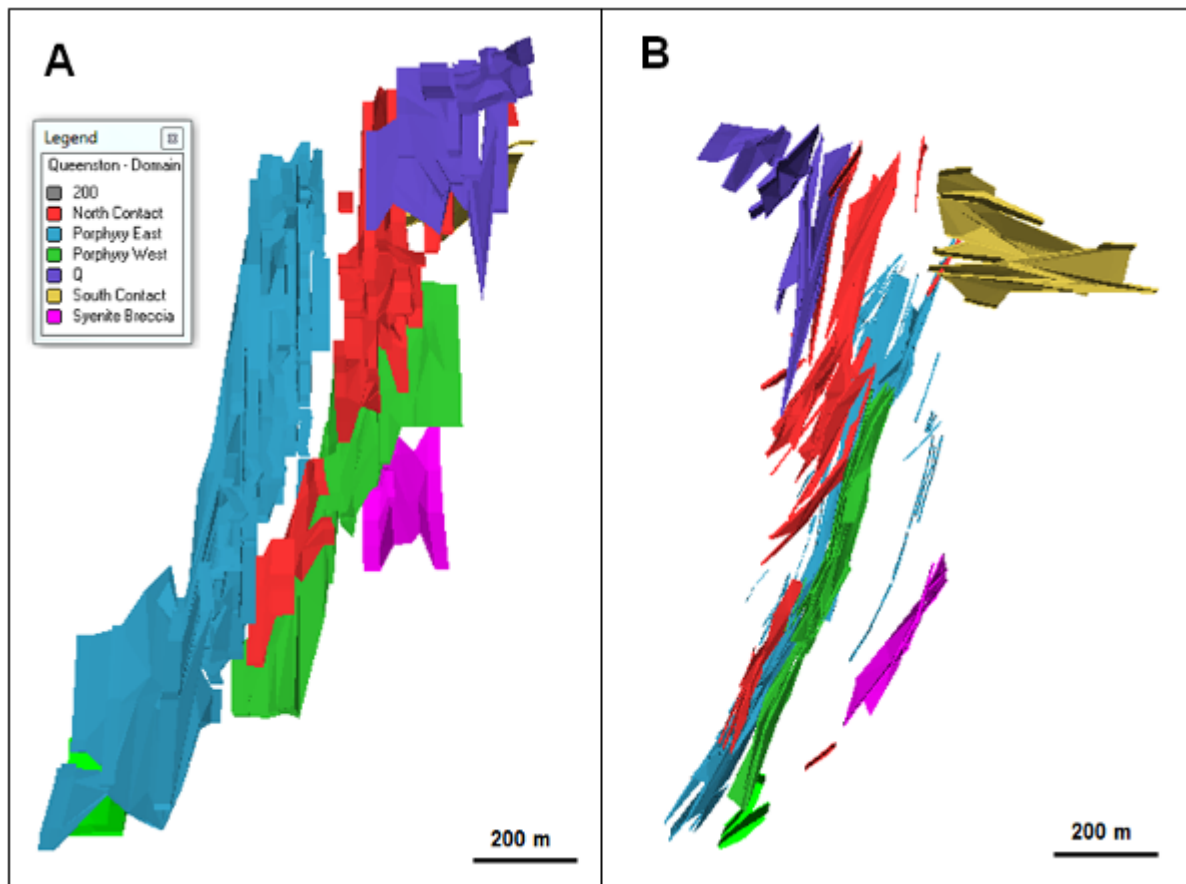 A
B
Legend
Queenston - Domain
200
North Contact
Porphyry East
Porphyry West
Q
South Contact
Syenite Breccia
200 m
200 m